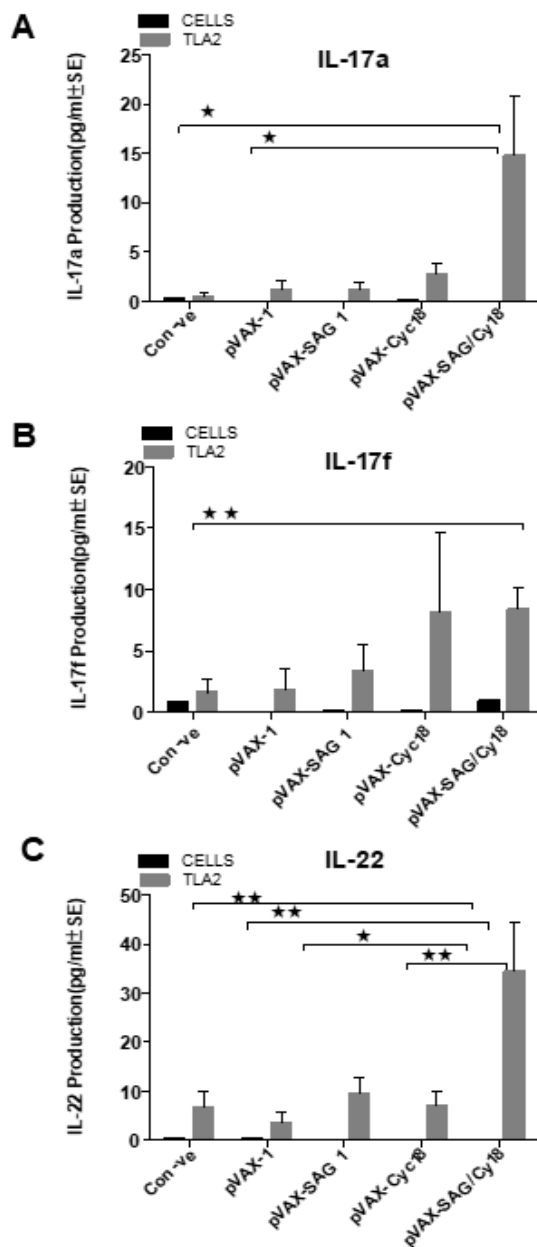 A
CELLS
TLA2
IL-17a
IL-17a Production(pg/ml±SE)
25
20
15
10
5
0
★
★
Con -ve
pVAX-1
pVAX-SAG 1
pVAX-Cyc18
pVAX-SAG/Cy18
B
CELLS
TLA2
IL-17f
IL-17f Production(pg/ml±SE)
20
15
10
5
0
★ ★
Con -ve
pVAX-1
pVAX-SAG 1
pVAX-Cyc18
pVAX-SAG/Cy18
C
CELLS
TLA2
IL-22
IL-22 Production(pg/ml±SE)
50
40
30
20
10
0
★★
★★
★
★★
Con -ve
pVAX-1
pVAX-SAG 1
pVAX-Cyc18
pVAX-SAG/Cy18